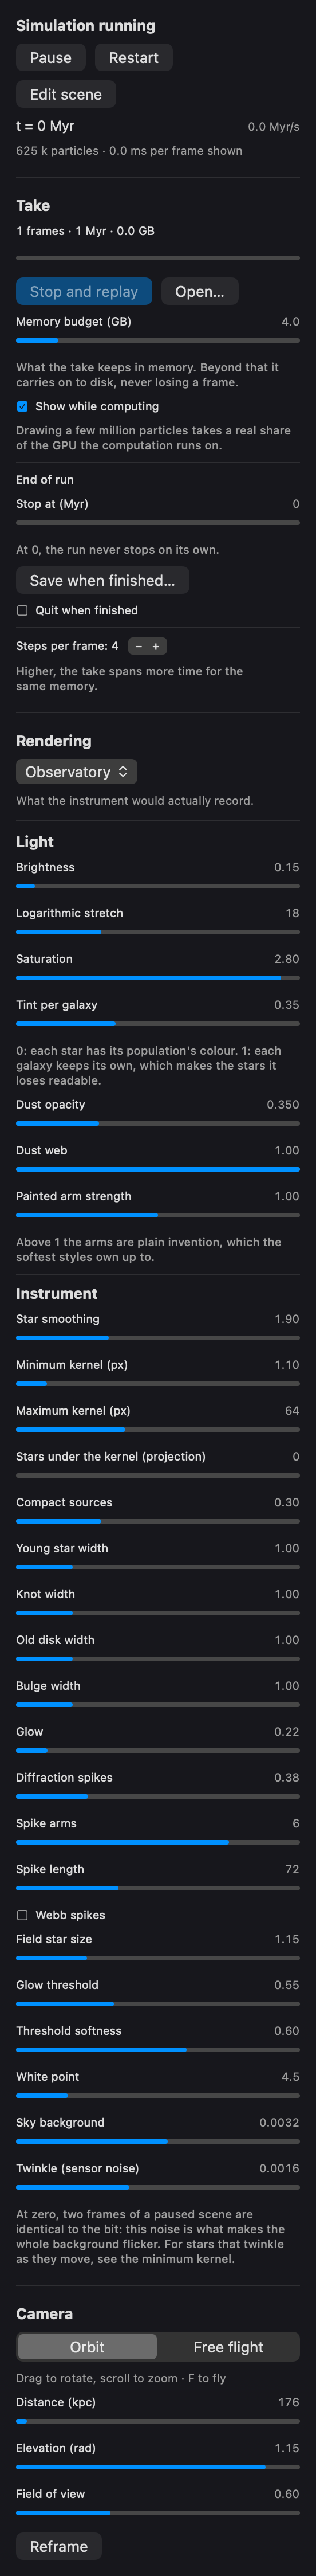 Simulation running
Pause
Restart
Edit scene
t = 0 Myr
0.0 Myr/s
625 k particles · 0.0 ms per frame shown
Take
1 frames · 1 Myr · 0.0 GB
Stop and replay
Open...
Memory budget (GB)
4.0
What the take keeps in memory. Beyond that it
carries on to disk, never losing a frame.
Show while computing
Drawing a few million particles takes a real share
of the GPU the computation runs on.
End of run
Stop at (Myr)
0
At 0, the run never stops on its own.
Save when finished...
Quit when finished
Steps per frame: 4
− +
Higher, the take spans more time for the
same memory.
Rendering
Observatory
What the instrument would actually record.
Light
Brightness
0.15
Logarithmic stretch
18
Saturation
2.80
Tint per galaxy
0.35
0: each star has its population's colour. 1: each
galaxy keeps its own, which makes the stars it
loses readable.
Dust opacity
0.350
Dust web
1.00
Painted arm strength
1.00
Above 1 the arms are plain invention, which the
softest styles own up to.
Instrument
Star smoothing
1.90
Minimum kernel (px)
1.10
Maximum kernel (px)
64
Stars under the kernel (projection)
0
Compact sources
0.30
Young star width
1.00
Knot width
1.00
Old disk width
1.00
Bulge width
1.00
Glow
0.22
Diffraction spikes
0.38
Spike arms
6
Spike length
72
Webb spikes
Field star size
1.15
Glow threshold
0.55
Threshold softness
0.60
White point
4.5
Sky background
0.0032
Twinkle (sensor noise)
0.0016
At zero, two frames of a paused scene are
identical to the bit: this noise is what makes the
whole background flicker. For stars that twinkle
as they move, see the minimum kernel.
Camera
Orbit
Free flight
Drag to rotate, scroll to zoom · F to fly
Distance (kpc)
176
Elevation (rad)
1.15
Field of view
0.60
Reframe